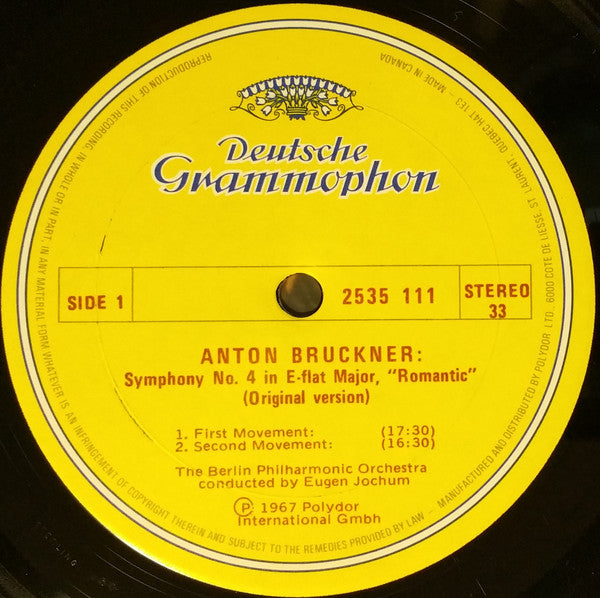 Deutsche
Grammophon
SIDE 1
2535 111
STEREO
33
ANTON BRUCKNER:
Symphony No. 4 in E-flat Major, "Romantic"
(Original version)
1. First Movement: (17:30)
2. Second Movement: (16:30)
The Berlin Philharmonic Orchestra
conducted by Eugen Jochum
Ⓟ 1967 Polydor
International Gmbh
REPRODUCTION OF THIS RECORDING, IN WHOLE OR IN PART, IN ANY MATERIAL FORM WHATEVER IS AN INFRINGEMENT OF COPYRIGHT THEREIN AND SUBJECT TO THE REMEDIES PROVIDED BY LAW – MANUFACTURED AND DISTRIBUTED BY POLYDOR LTD. 6000 COTE DE LIESSE, ST LAURENT, QUEBEC H4T 1E3 – MADE IN CANADA